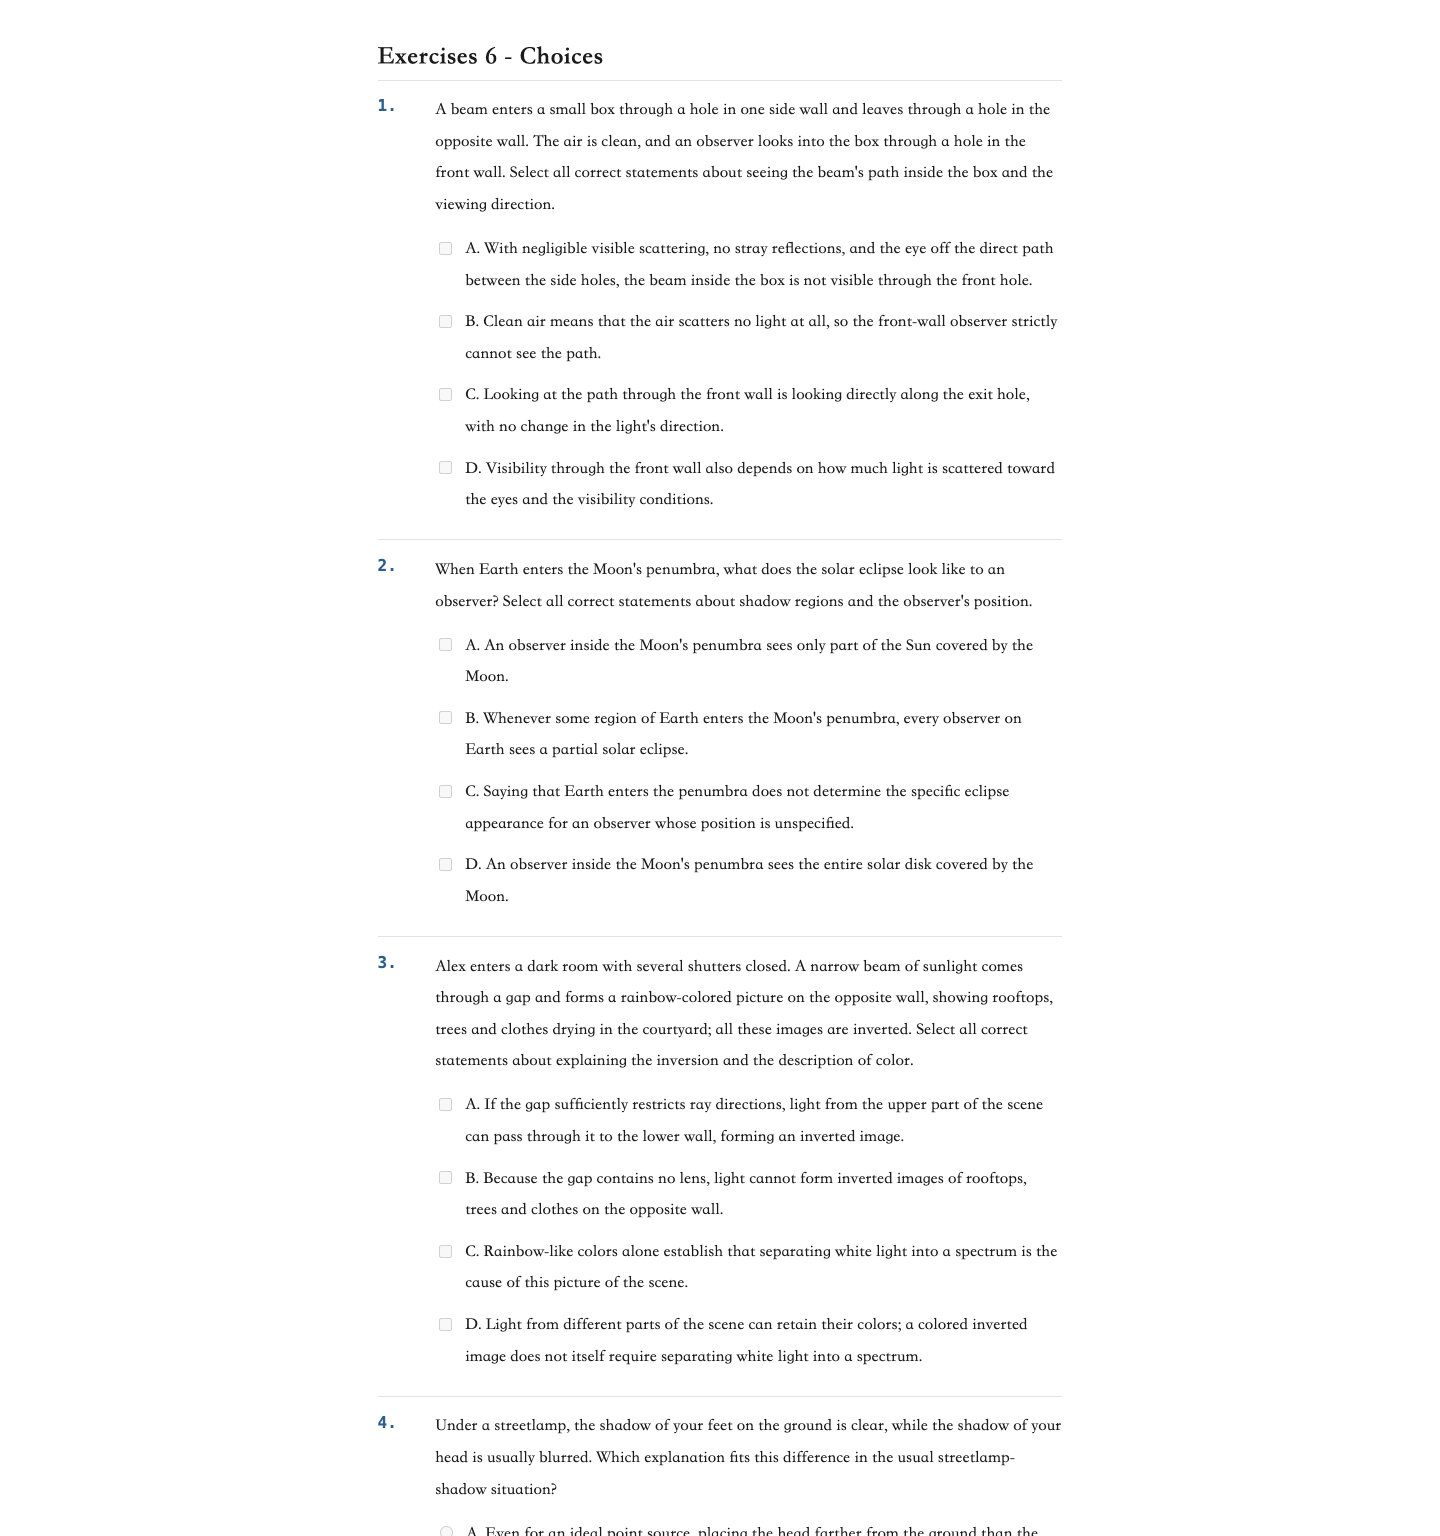 Exercises 6 - Choices
1.
A beam enters a small box through a hole in one side wall and leaves through a hole in the
opposite wall. The air is clean, and an observer looks into the box through a hole in the
front wall. Select all correct statements about seeing the beam's path inside the box and the
viewing direction.
A. With negligible visible scattering, no stray reflections, and the eye off the direct path
between the side holes, the beam inside the box is not visible through the front hole.
B. Clean air means that the air scatters no light at all, so the front-wall observer strictly
cannot see the path.
C. Looking at the path through the front wall is looking directly along the exit hole,
with no change in the light's direction.
D. Visibility through the front wall also depends on how much light is scattered toward
the eyes and the visibility conditions.
2.
When Earth enters the Moon's penumbra, what does the solar eclipse look like to an
observer? Select all correct statements about shadow regions and the observer's position.
A. An observer inside the Moon's penumbra sees only part of the Sun covered by the
Moon.
B. Whenever some region of Earth enters the Moon's penumbra, every observer on
Earth sees a partial solar eclipse.
C. Saying that Earth enters the penumbra does not determine the specific eclipse
appearance for an observer whose position is unspecified.
D. An observer inside the Moon's penumbra sees the entire solar disk covered by the
Moon.
3.
Alex enters a dark room with several shutters closed. A narrow beam of sunlight comes
through a gap and forms a rainbow-colored picture on the opposite wall, showing rooftops,
trees and clothes drying in the courtyard; all these images are inverted. Select all correct
statements about explaining the inversion and the description of color.
A. If the gap sufficiently restricts ray directions, light from the upper part of the scene
can pass through it to the lower wall, forming an inverted image.
B. Because the gap contains no lens, light cannot form inverted images of rooftops,
trees and clothes on the opposite wall.
C. Rainbow-like colors alone establish that separating white light into a spectrum is the
cause of this picture of the scene.
D. Light from different parts of the scene can retain their colors; a colored inverted
image does not itself require separating white light into a spectrum.
4.
Under a streetlamp, the shadow of your feet on the ground is clear, while the shadow of your
head is usually blurred. Which explanation fits this difference in the usual streetlamp-
shadow situation?
A. Even for an ideal point source, placing the head farther from the ground than the